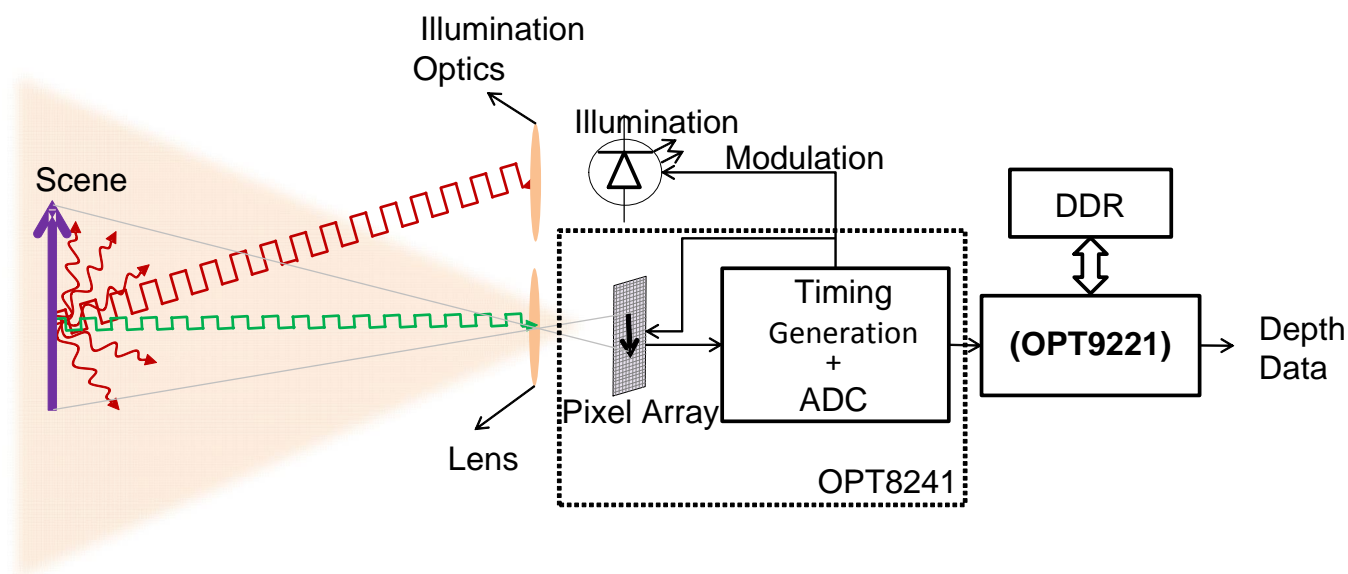 Illumination
Optics
Illumination
Modulation
Scene
DDR
Timing
Generation
+
ADC
(OPT9221)
Depth
Data
Pixel Array
Lens
OPT8241